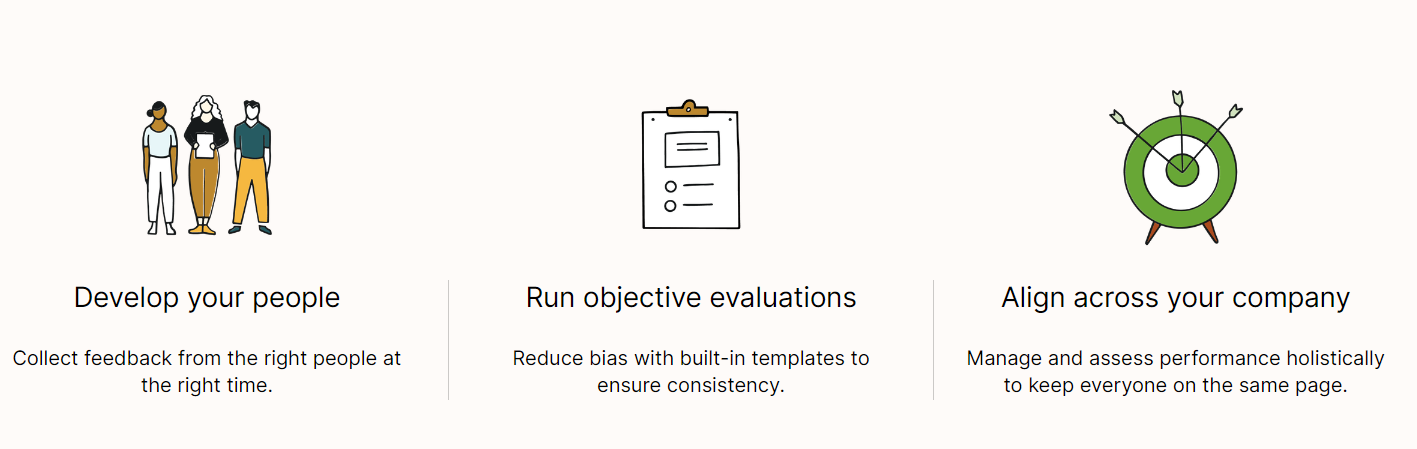 Develop your people
Collect feedback from the right people at
the right time.
Run objective evaluations
Reduce bias with built-in templates to
ensure consistency.
Align across your company
Manage and assess performance holistically
to keep everyone on the same page.